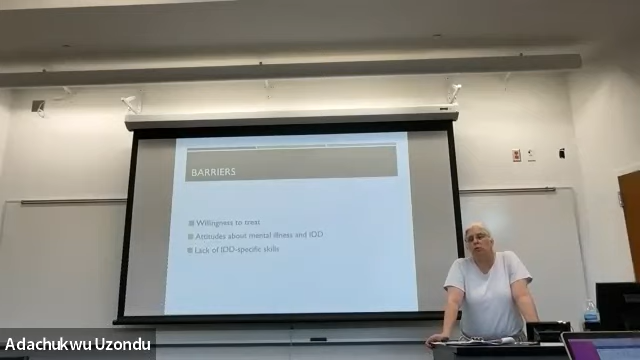 BARRIERS
Willingness to treat
Attitudes about mental illness and IDD
Lack of IDD-specific skills
Adachukwu Uzondu